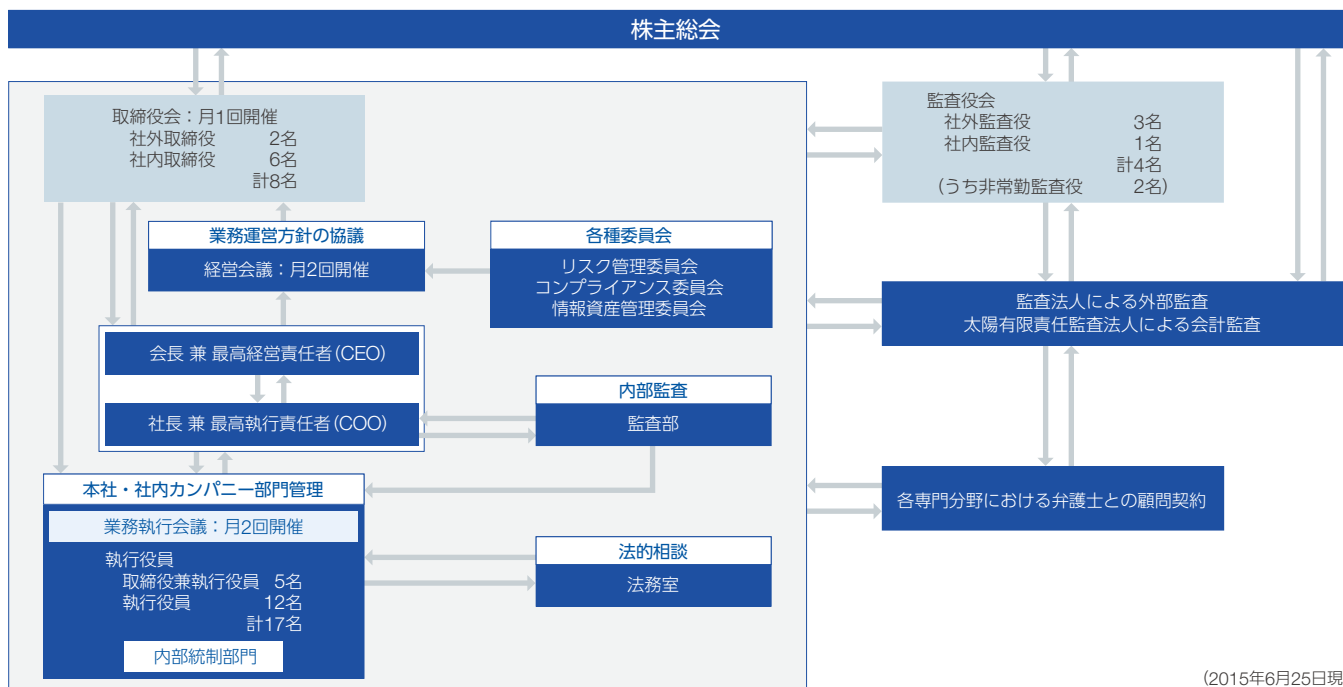 株主総会
取締役会：月1回開催
社外取締役 2名
社内取締役 6名
計8名
監査役会
社外監査役 3名
社内監査役 1名
計4名
(うち非常勤監査役 2名)
業務運営方針の協議
経営会議：月2回開催
各種委員会
リスク管理委員会
コンプライアンス委員会
情報資産管理委員会
監査法人による外部監査
太陽有限責任監査法人による会計監査
会長 兼 最高経営責任者(CEO)
社長 兼 最高執行責任者(COO)
内部監査
監査部
本社・社内カンパニー部門管理
業務執行会議：月2回開催
執行役員
取締役兼執行役員 5名
執行役員 12名
計17名
内部統制部門
法的相談
法務室
各専門分野における弁護士との顧問契約
(2015年6月25日現